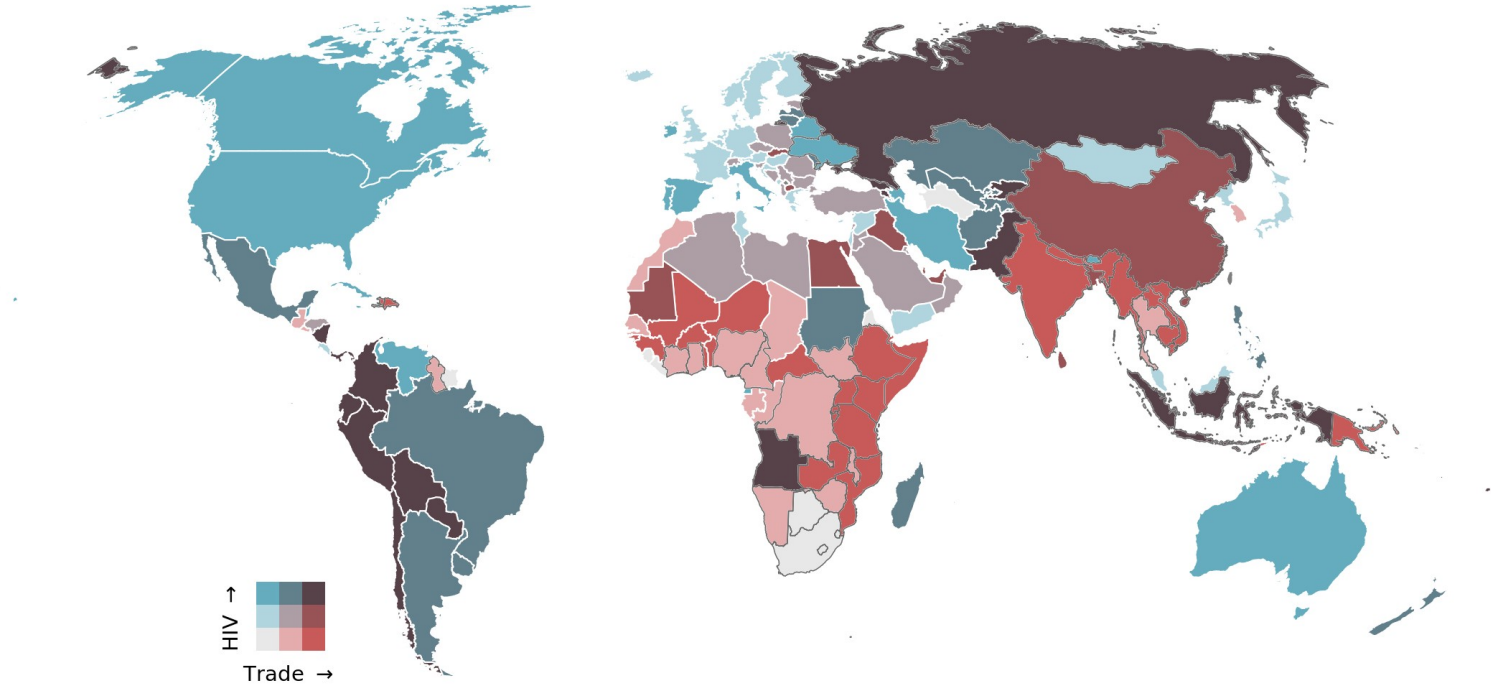 HIV →
Trade →